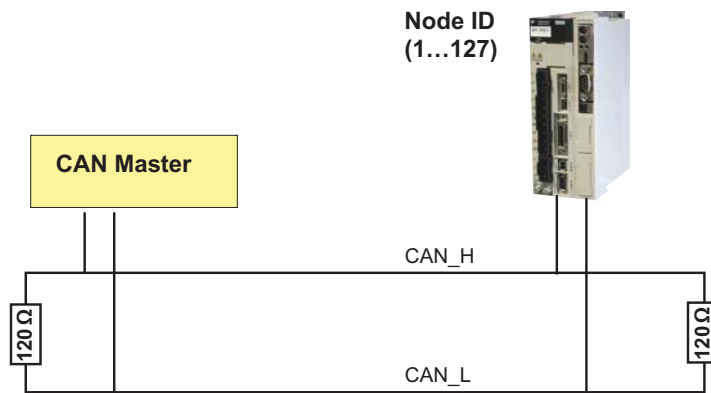 Node ID
(1…127)
CAN Master
CAN_H
120 Ω
120 Ω
CAN_L